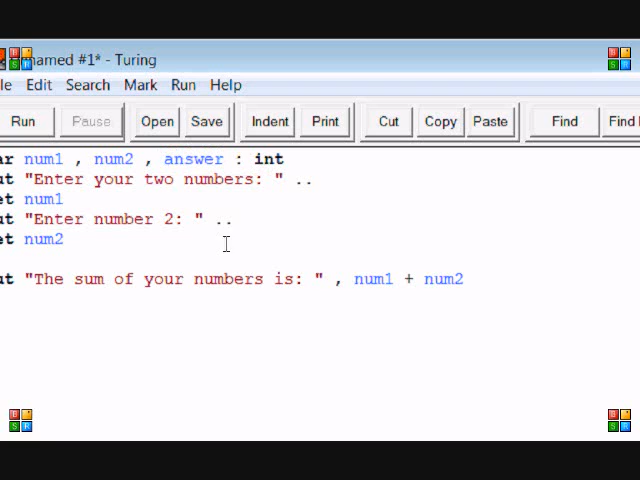 named #1* - Turing
le Edit Search Mark Run Help
Run Pause Open Save Indent Print Cut Copy Paste Find Find
ar num1 , num2 , answer : int
ut "Enter your two numbers: " ..
et num1
ut "Enter number 2: " ..
et num2
ut "The sum of your numbers is: " , num1 + num2